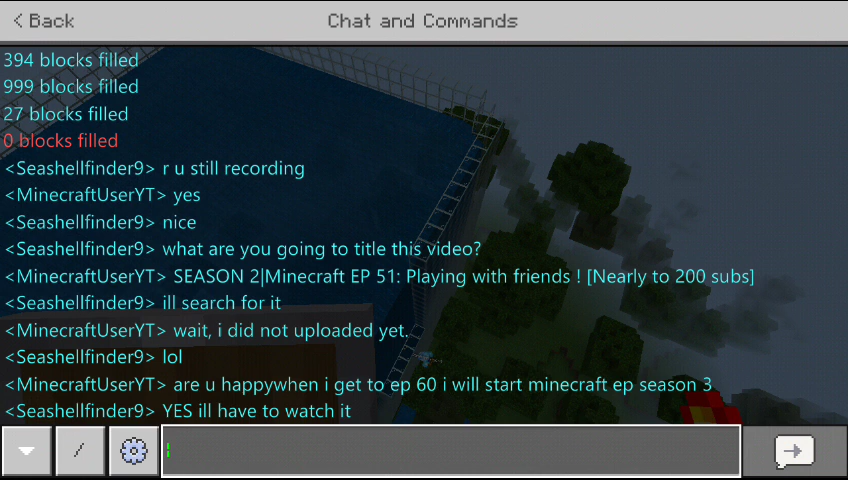 < Back
Chat and Commands
394 blocks filled
999 blocks filled
27 blocks filled
0 blocks filled
<Seashellfinder9> r u still recording
<MinecraftUserYT> yes
<Seashellfinder9> nice
<Seashellfinder9> what are you going to title this video?
<MinecraftUserYT> SEASON 2|Minecraft EP 51: Playing with friends ! [Nearly to 200 subs]
<Seashellfinder9> ill search for it
<MinecraftUserYT> wait, i did not uploaded yet.
<Seashellfinder9> lol
<MinecraftUserYT> are u happywhen i get to ep 60 i will start minecraft ep season 3
<Seashellfinder9> YES ill have to watch it
/